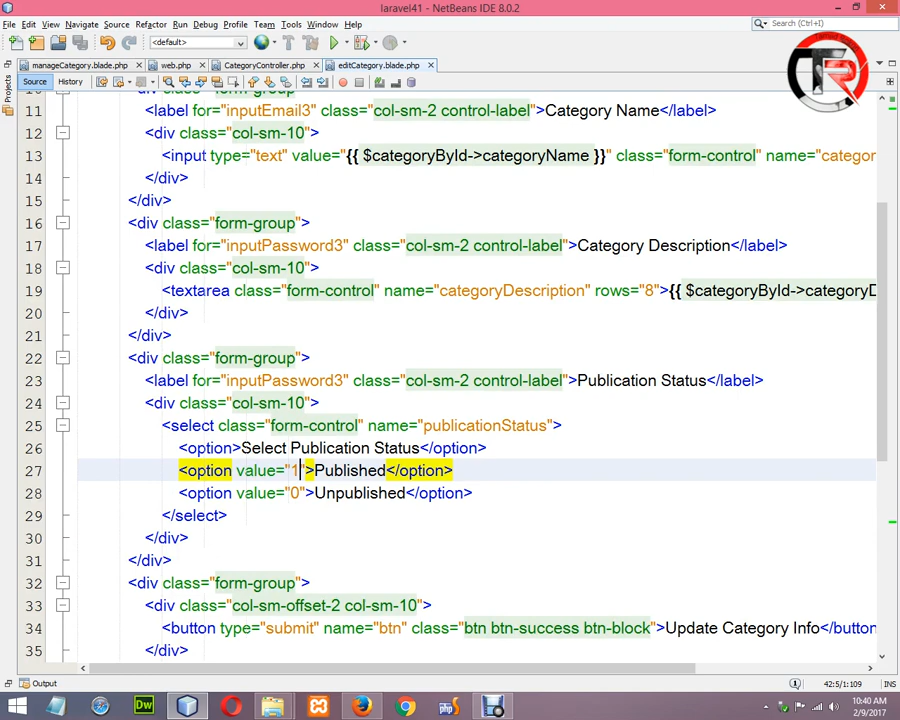 laravel41 - NetBeans IDE 8.0.2
File Edit View Navigate Source Refactor Run Debug Profile Team Tools Window Help
Search (Ctrl+I)
<default>
manageCategory.blade.php web.php CategoryController.php editCategory.blade.php
Source History
Projects
11 <label for="inputEmail3" class="col-sm-2 control-label">Category Name</label>
12 <div class="col-sm-10">
13 <input type="text" value="{{ $categoryById->categoryName }}" class="form-control" name="categor
14 </div>
15 </div>
16 <div class="form-group">
17 <label for="inputPassword3" class="col-sm-2 control-label">Category Description</label>
18 <div class="col-sm-10">
19 <textarea class="form-control" name="categoryDescription" rows="8">{{ $categoryById->categoryD
20 </div>
21 </div>
22 <div class="form-group">
23 <label for="inputPassword3" class="col-sm-2 control-label">Publication Status</label>
24 <div class="col-sm-10">
25 <select class="form-control" name="publicationStatus">
26 <option>Select Publication Status</option>
27 <option value="1">Published</option>
28 <option value="0">Unpublished</option>
29 </select>
30 </div>
31 </div>
32 <div class="form-group">
33 <div class="col-sm-offset-2 col-sm-10">
34 <button type="submit" name="btn" class="btn btn-success btn-block">Update Category Info</button
35 </div>
Output
42:5/1:109 INS
10:40 AM
2/9/2017